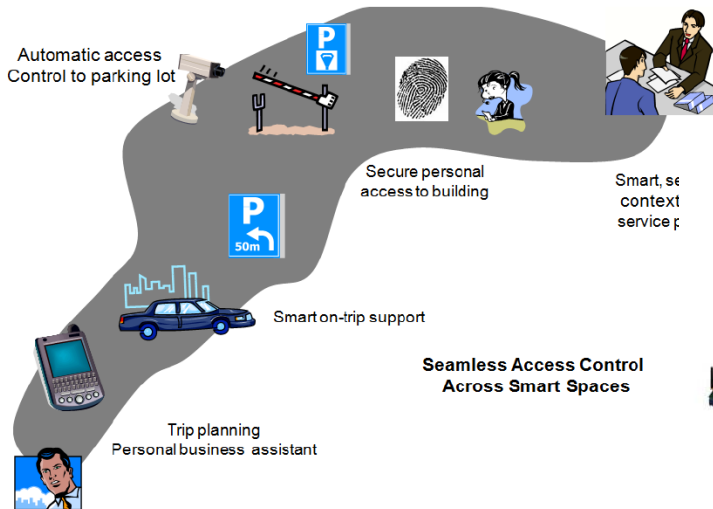 P
Automatic access
Control to parking lot
Secure personal
access to building
Smart,
context
service
P
50m
Smart on-trip support
Seamless Access Control
Across Smart Spaces
Trip planning
Personal business assistant